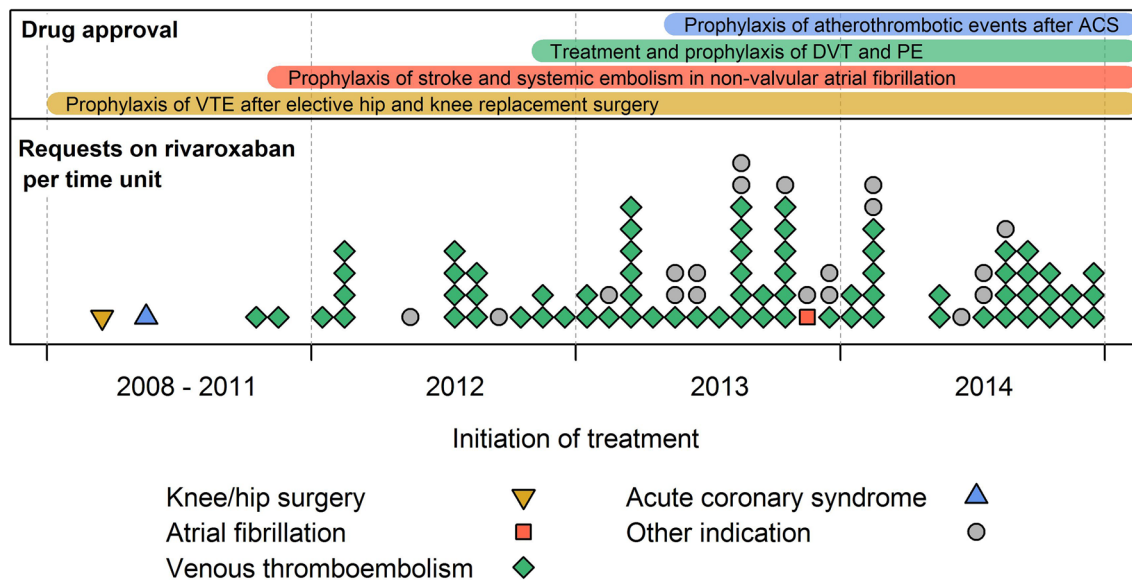 Drug approval
Prophylaxis of atherothrombotic events after ACS
Treatment and prophylaxis of DVT and PE
Prophylaxis of stroke and systemic embolism in non-valvular atrial fibrillation
Prophylaxis of VTE after elective hip and knee replacement surgery
Requests on rivaroxaban
per time unit
2008 - 2011 2012 2013 2014
Initiation of treatment
Knee/hip surgery
Atrial fibrillation
Venous thromboembolism
Acute coronary syndrome
Other indication